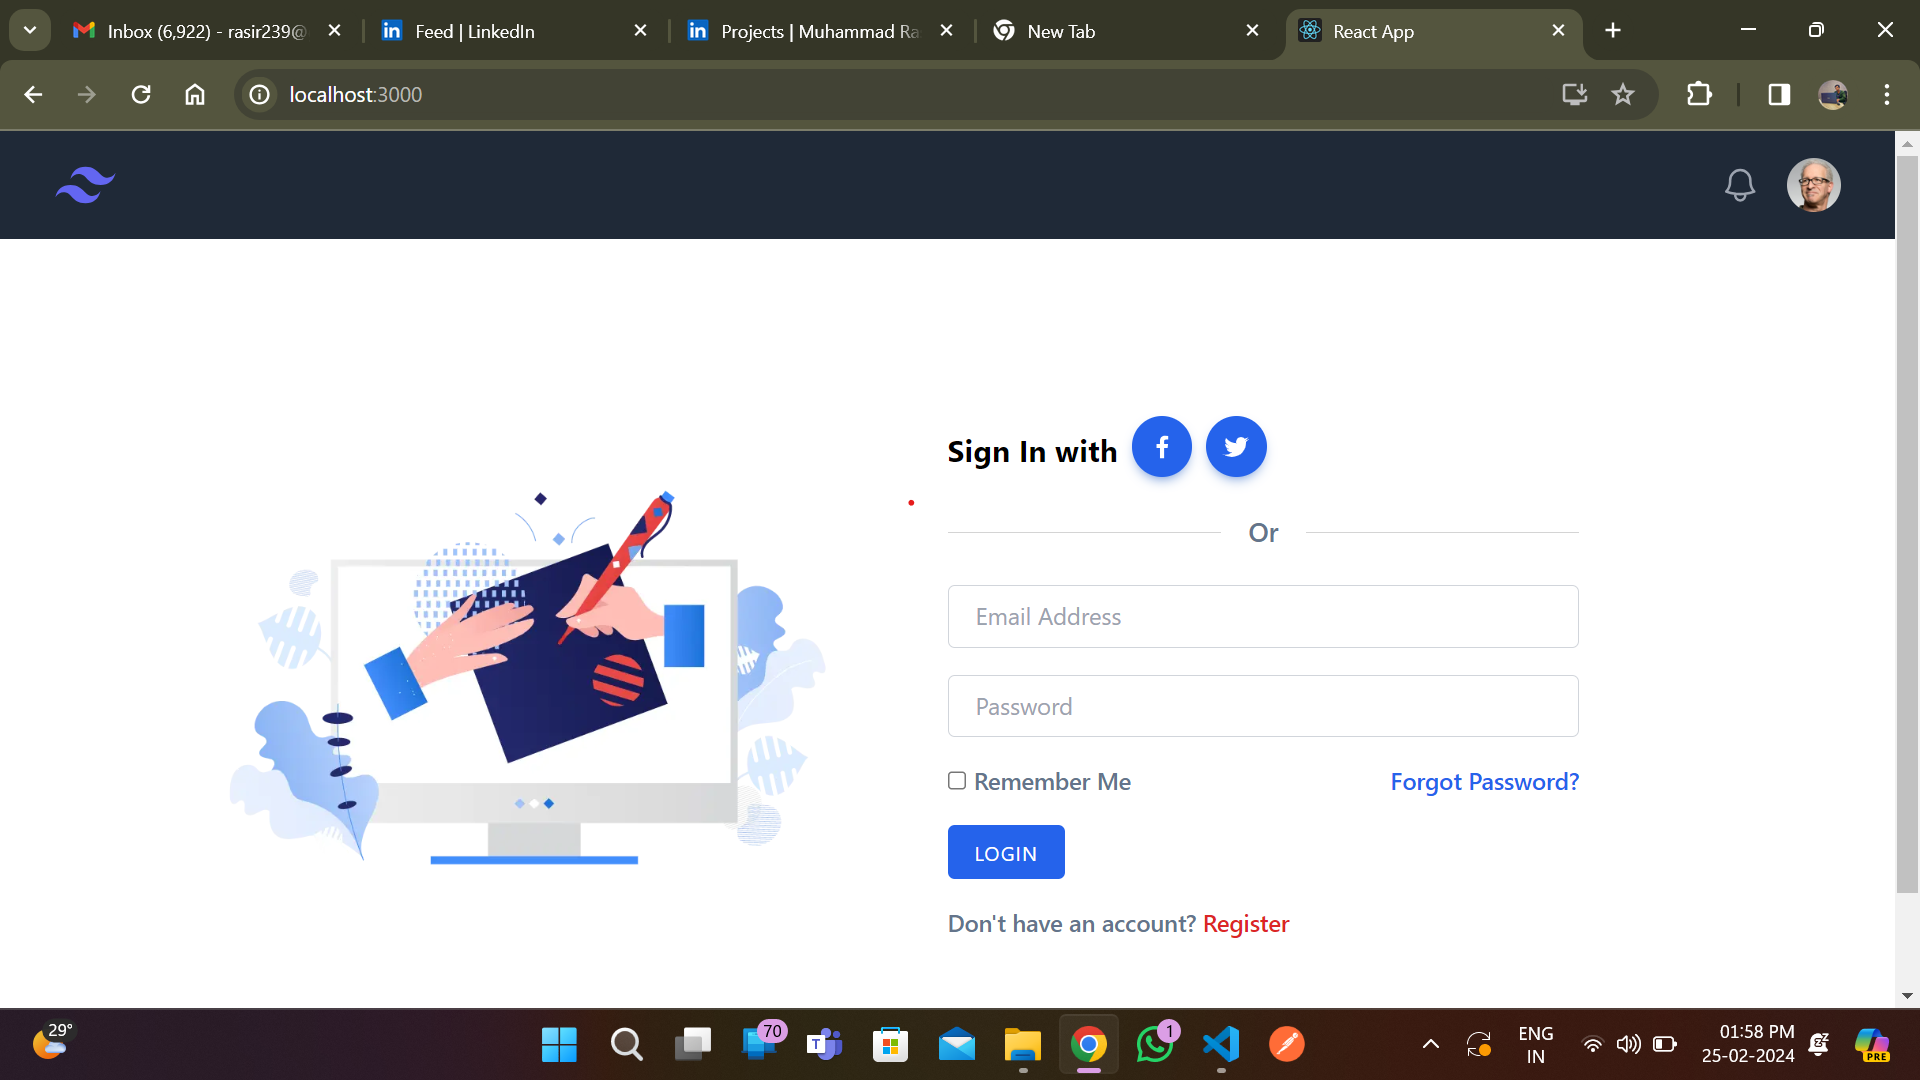 Inbox (6,922) - rasir239@
Feed | LinkedIn
Projects | Muhammad Ra
New Tab
React App
localhost:3000
Sign In with
Or
Email Address
Password
Remember Me
Forgot Password?
LOGIN
Don't have an account? Register
29°
70
T
1
ENG
IN
01:58 PM
25-02-2024
PRE